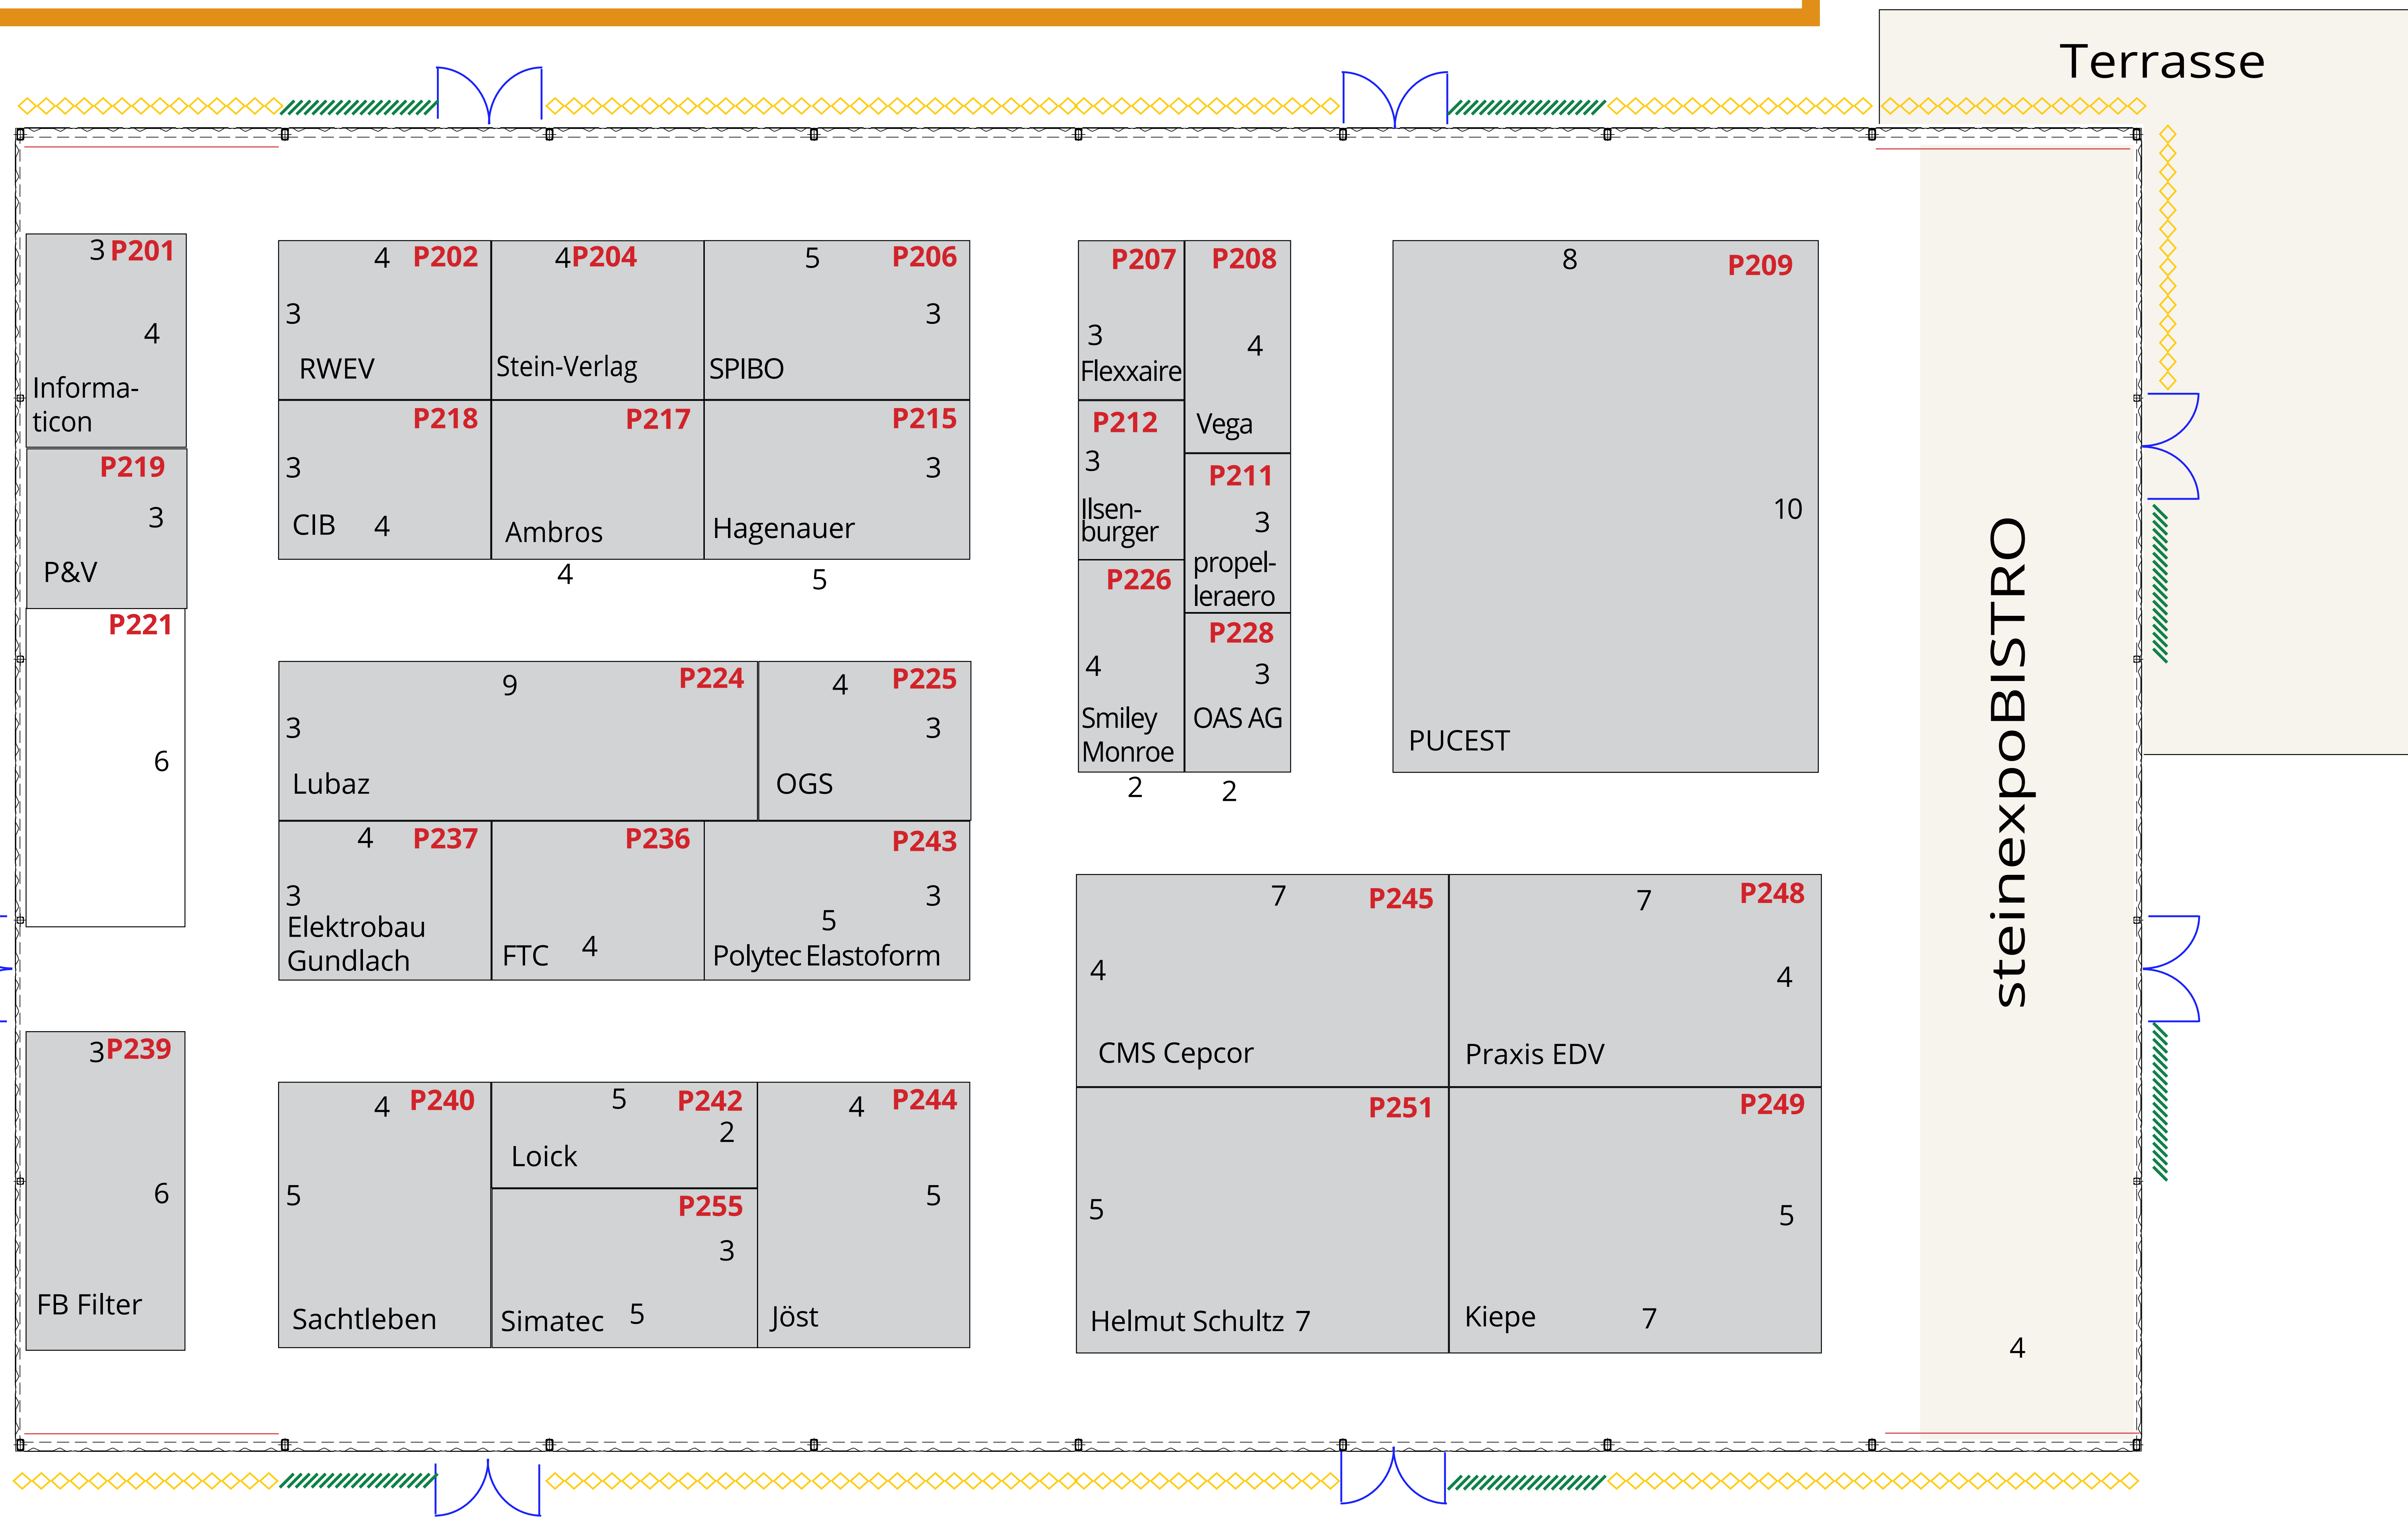 Terrasse
3 P201
4
Informa-
ticon
P219
3
P&V
P221
6
3 P239
6
FB Filter
4 P202
3
RWEV
4 P204
Stein-Verlag
5 P206
3
SPIBO
P218
3
CIB 4
P217
Ambros
4
P215
3
Hagenauer
5
9 P224
3
Lubaz
4 P225
3
OGS
4 P237
3
Elektrobau
Gundlach
P236
FTC 4
P243
3
5
Polytec Elastoform
4 P240
5
Sachtleben
5 P242
2
Loick
P255
3
Simatec 5
4 P244
5
Jöst
P207
3
Flexxaire
P208
4
Vega
P212
3
Ilsen-
burger
P211
3
propel-
leraero
P226
4
Smiley
Monroe
2
P228
3
OAS AG
2
8 P209
10
PUCEST
7 P245
4
CMS Cepcor
7 P248
4
Praxis EDV
P251
5
Helmut Schultz 7
P249
5
Kiepe 7
steinexpoBISTRO
4